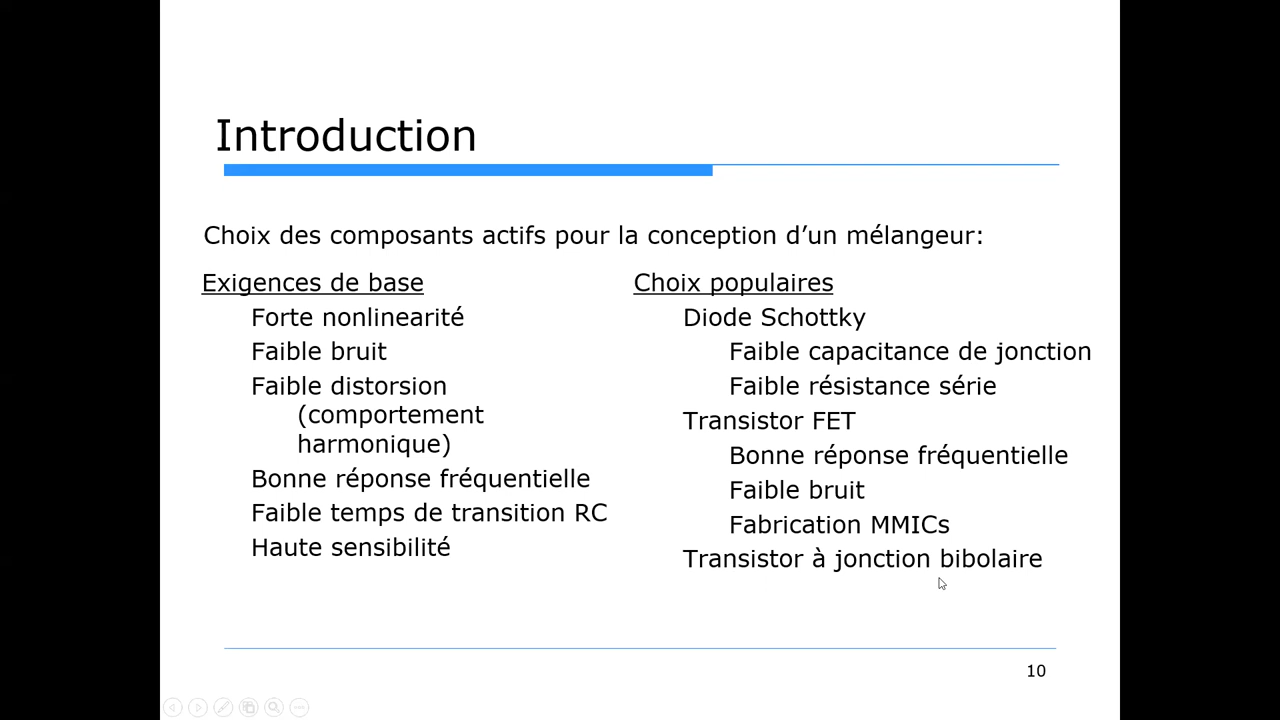 Introduction
Choix des composants actifs pour la conception d’un mélangeur:
Exigences de base
Forte nonlinearité
Faible bruit
Faible distorsion
(comportement
harmonique)
Bonne réponse fréquentielle
Faible temps de transition RC
Haute sensibilité
Choix populaires
Diode Schottky
Faible capacitance de jonction
Faible résistance série
Transistor FET
Bonne réponse fréquentielle
Faible bruit
Fabrication MMICs
Transistor à jonction bibolaire
10